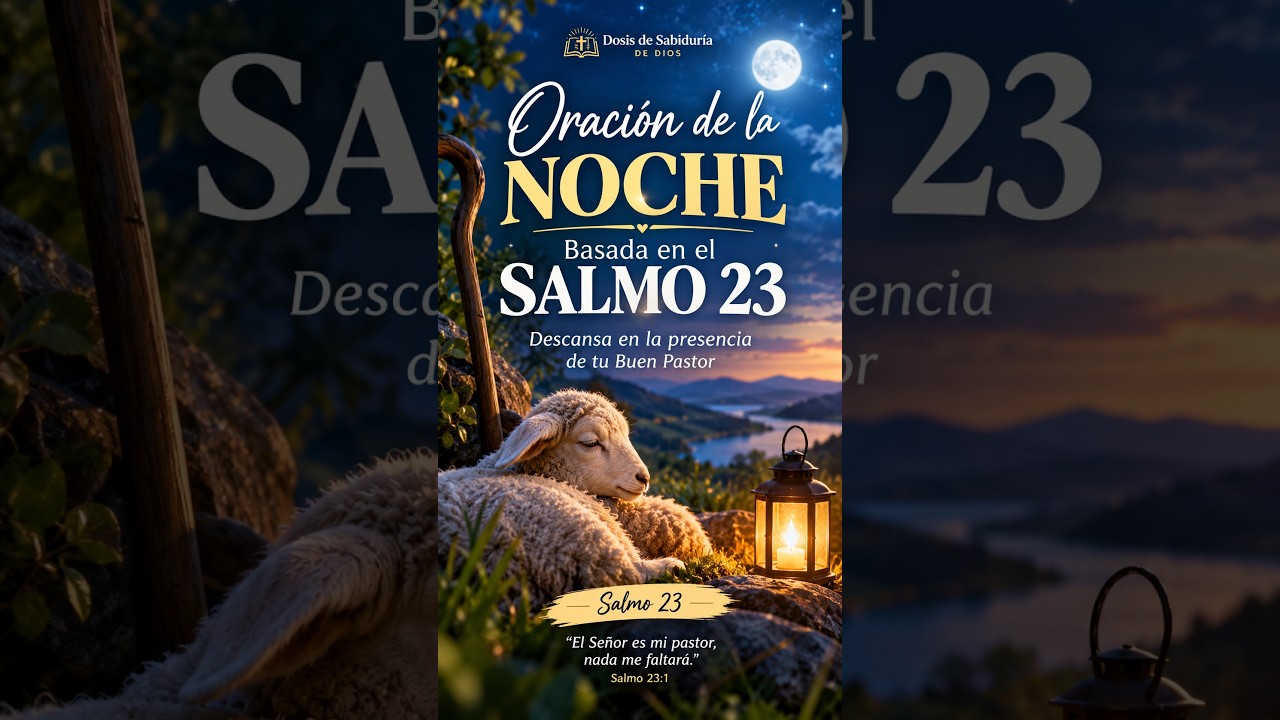 Dosis de Sabiduría
DE DIOS
Oración de la
NOCHE
Basada en el
SALMO 23
Descansa en la presencia
de tu Buen Pastor
Salmo 23
“El Señor es mi pastor,
nada me faltará.”
Salmo 23:1